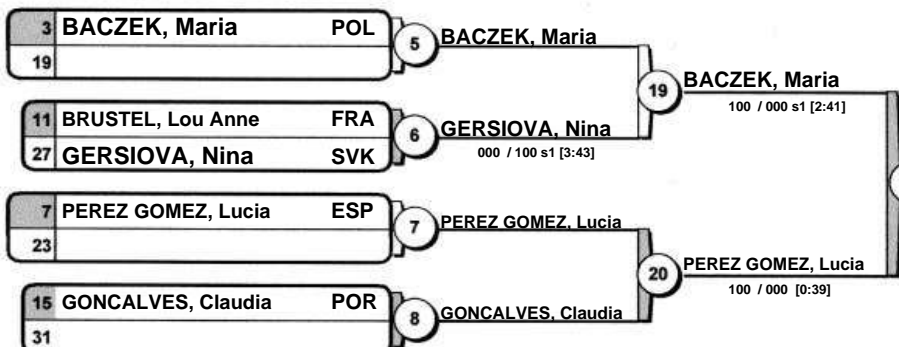 3 BACZEK, Maria POL
19
5 BACZEK, Maria
11 BRUSTEL, Lou Anne FRA
27 GERSIOVA, Nina SVK
6 GERSIOVA, Nina
000 / 100 s1 [3:43]
19 BACZEK, Maria
100 / 000 s1 [2:41]
7 PEREZ GOMEZ, Lucia ESP
23
7 PEREZ GOMEZ, Lucia
15 GONCALVES, Claudia POR
31
8 GONCALVES, Claudia
20 PEREZ GOMEZ, Lucia
100 / 000 [0:39]